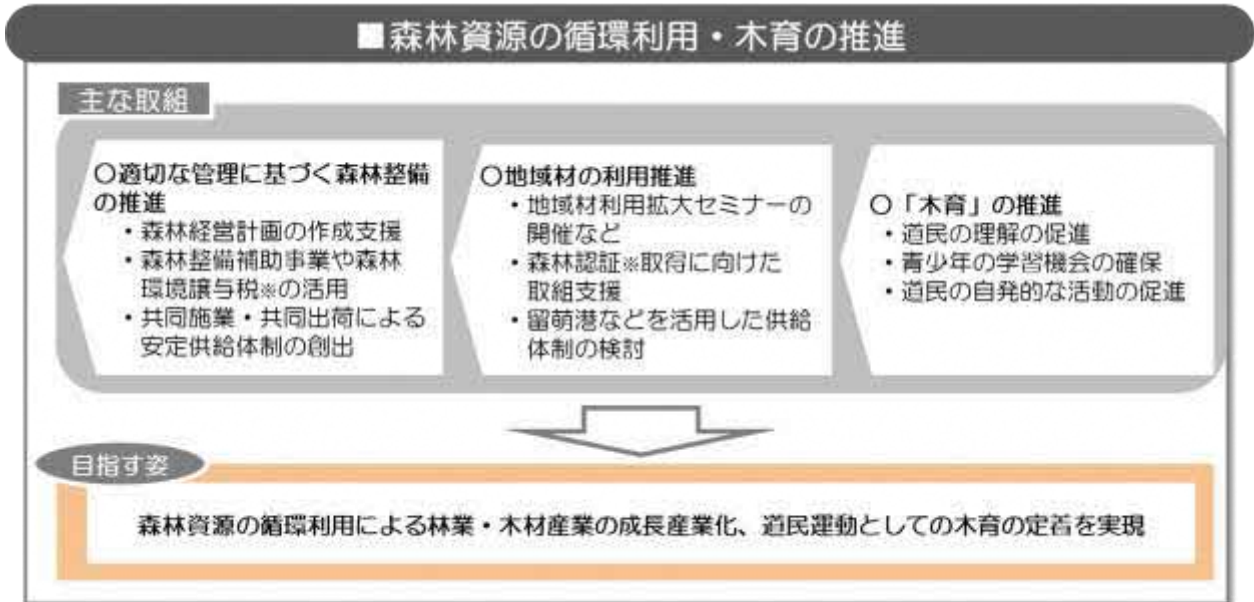 ■森林資源の循環利用・木育の推進
主な取組
〇適切な管理に基づく森林整備
の推進
・森林経営計画の作成支援
・森林整備補助事業や森林
環境譲与税※の活用
・共同施業・共同出荷による
安定供給体制の創出
〇地域材の利用推進
・地域材利用拡大セミナーの
開催など
・森林認証※取得に向けた
取組支援
・留萌港などを活用した供給
体制の検討
〇「木育」の推進
・道民の理解の促進
・青少年の学習機会の確保
・道民の自発的な活動の促進
目指す姿
森林資源の循環利用による林業・木材産業の成長産業化、道民運動としての木育の定着を実現